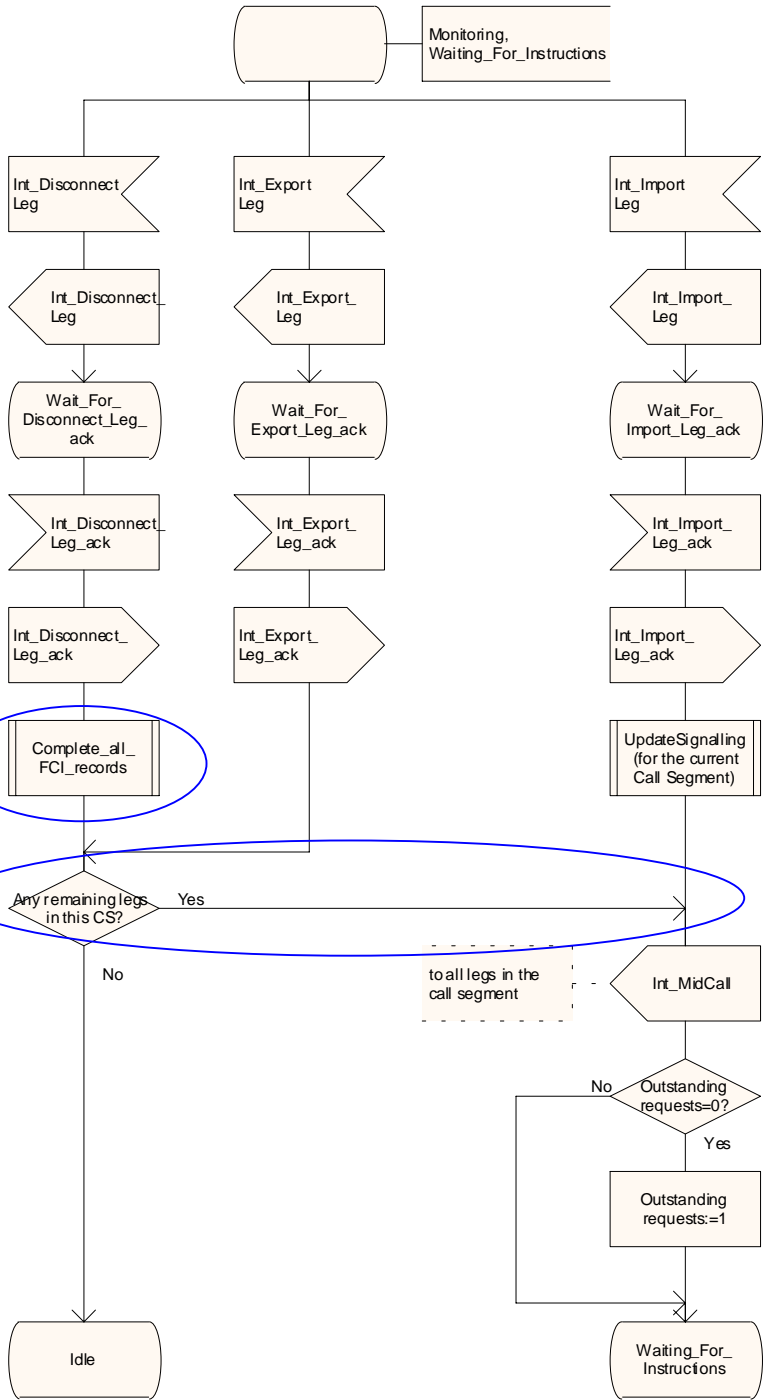 Monitoring,
Waiting_For_Instructions
Int_Disconnect
Leg
Int_Export
Leg
Int_Import
Leg
Int_Disconnect_
Leg
Int_Export_
Leg
Int_Import_
Leg
Wait_For_
Disconnect_Leg_
ack
Wait_For_
Export_Leg_ack
Wait_For_
Import_Leg_ack
Int_Disconnect_
Leg_ack
Int_Export_
Leg_ack
Int_Import_
Leg_ack
Int_Disconnect_
Leg_ack
Int_Export_
Leg_ack
Int_Import_
Leg_ack
Complete_all_
FCI_records
UpdateSignalling
(for the current
Call Segment)
Any remaining legs
in this CS?
Yes
No
to all legs in the
call segment
Int_MidCall
No
Outstanding
requests=0?
Yes
Outstanding
requests:=1
Idle
Waiting_For_
Instructions